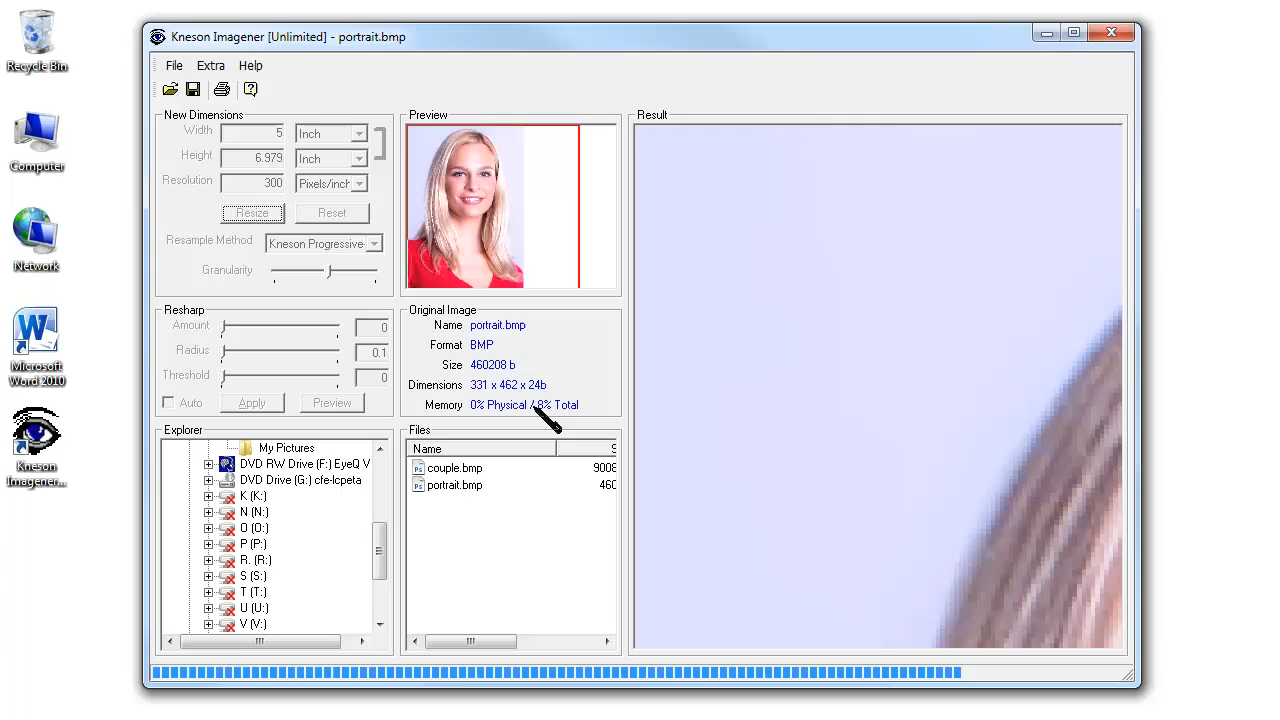 Recycle Bin
Computer
Network
Microsoft
Word 2010
Kneson
Imagener...
Kneson Imagener [Unlimited] - portrait.bmp
File Extra Help
New Dimensions
Width 5 Inch
Height 6.979 Inch
Resolution 300 Pixels/inch
Resize Reset
Resample Method Kneson Progressive
Granularity
Resharp
Amount 0
Radius 0.1
Threshold 0
Auto Apply Preview
Explorer
My Pictures
DVD RW Drive (F:) EyeQ V
DVD Drive (G:) cfe-lcpeta
K (K:)
N (N:)
O (O:)
P (P:)
R. (R:)
S (S:)
T (T:)
U (U:)
V (V:)
Preview
Original Image
Name portrait.bmp
Format BMP
Size 460208 b
Dimensions 331 x 462 x 24b
Memory 0% Physical / 8% Total
Files
Name 9
couple.bmp 9008
portrait.bmp 460
Result